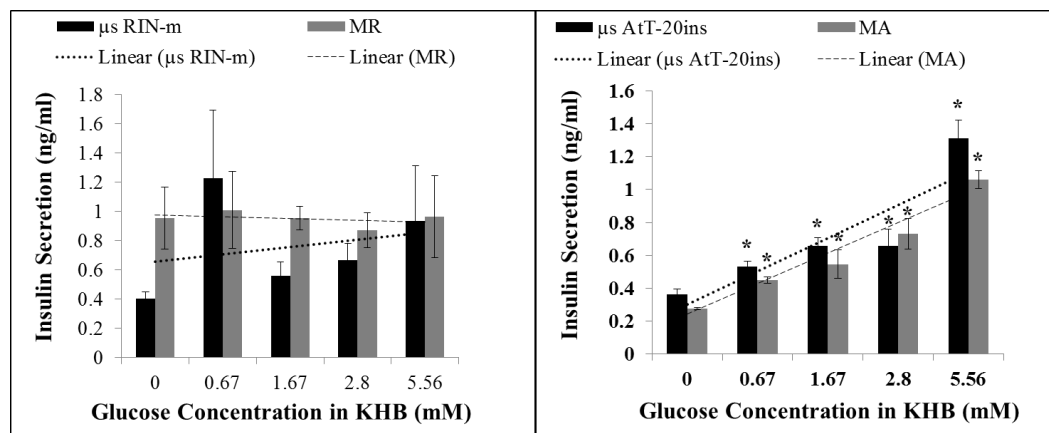 µs RIN-m MR
Linear (µs RIN-m) Linear (MR)
Insulin Secretion (ng/ml)
1.8
1.6
1.4
1.2
1
0.8
0.6
0.4
0.2
0
0 0.67 1.67 2.8 5.56
Glucose Concentration in KHB (mM)
µs AtT-20ins MA
Linear (µs AtT-20ins) Linear (MA)
Insulin Secretion (ng/ml)
1.6
1.4
1.2
1
0.8
0.6
0.4
0.2
0
* * * * * * * *
0 0.67 1.67 2.8 5.56
Glucose Concentration in KHB (mM)